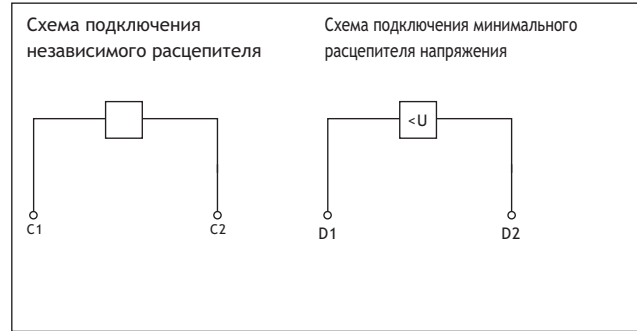 Схема подключения
независимого расцепителя
Схема подключения минимального
расцепителя напряжения
<U
C1
C2
D1
D2